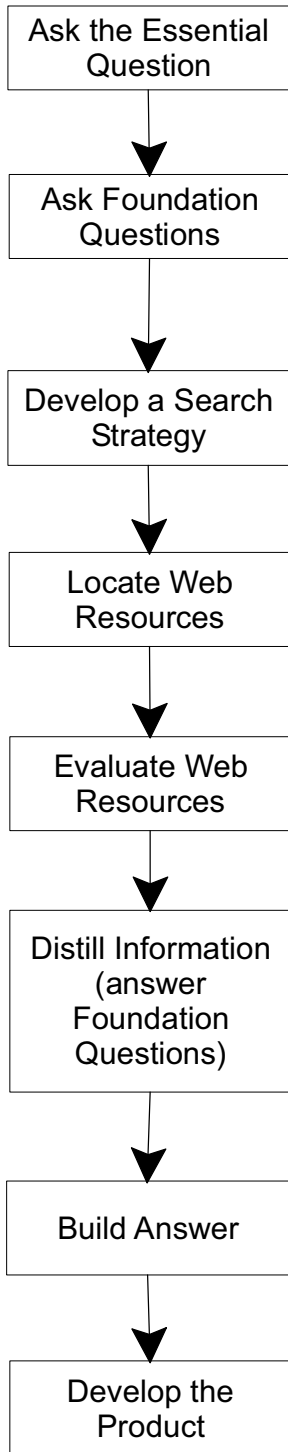 Ask the Essential
Question
Ask Foundation
Questions
Develop a Search
Strategy
Locate Web
Resources
Evaluate Web
Resources
Distill Information
(answer
Foundation
Questions)
Build Answer
Develop the
Product